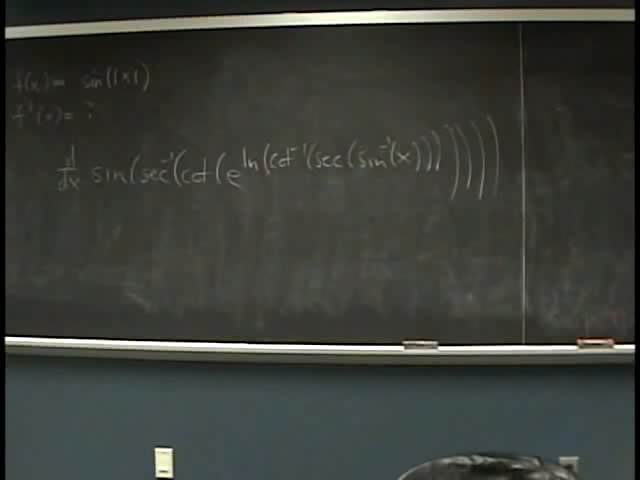 f(x) = sin(|x|)
f'(x) = ?
d/dx sin(sec⁻¹(cot(e^ln(cot⁻¹(sec(sin⁻¹(x)))))))))